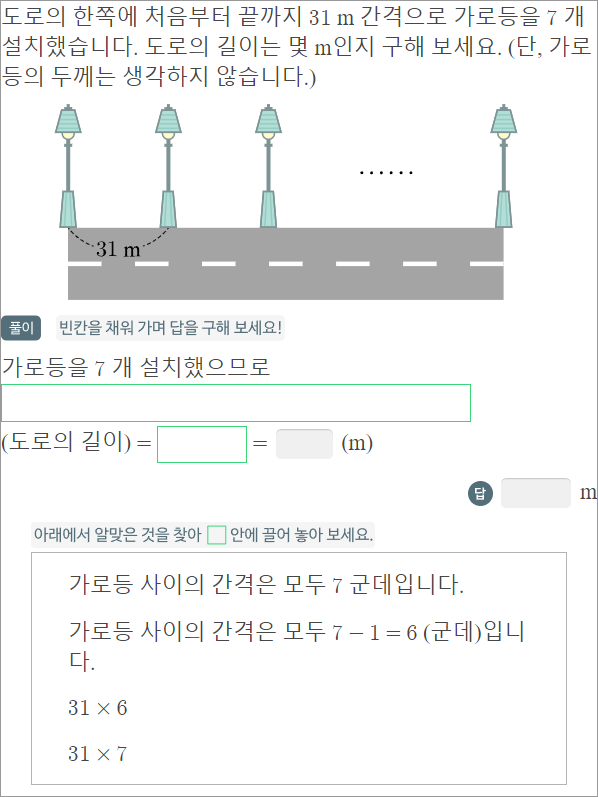 도로의 한쪽에 처음부터 끝까지 31 m 간격으로 가로등을 7 개
설치했습니다. 도로의 길이는 몇 m인지 구해 보세요. (단, 가로
등의 두께는 생각하지 않습니다.)
……
31 m
풀이 빈칸을 채워 가며 답을 구해 보세요!
가로등을 7 개 설치했으므로
(도로의 길이) = = (m)
답 m
아래에서 알맞은 것을 찾아 안에 끌어 놓아 보세요.
가로등 사이의 간격은 모두 7 군데입니다.
가로등 사이의 간격은 모두 7 − 1 = 6 (군데)입니
다.
31 × 6
31 × 7